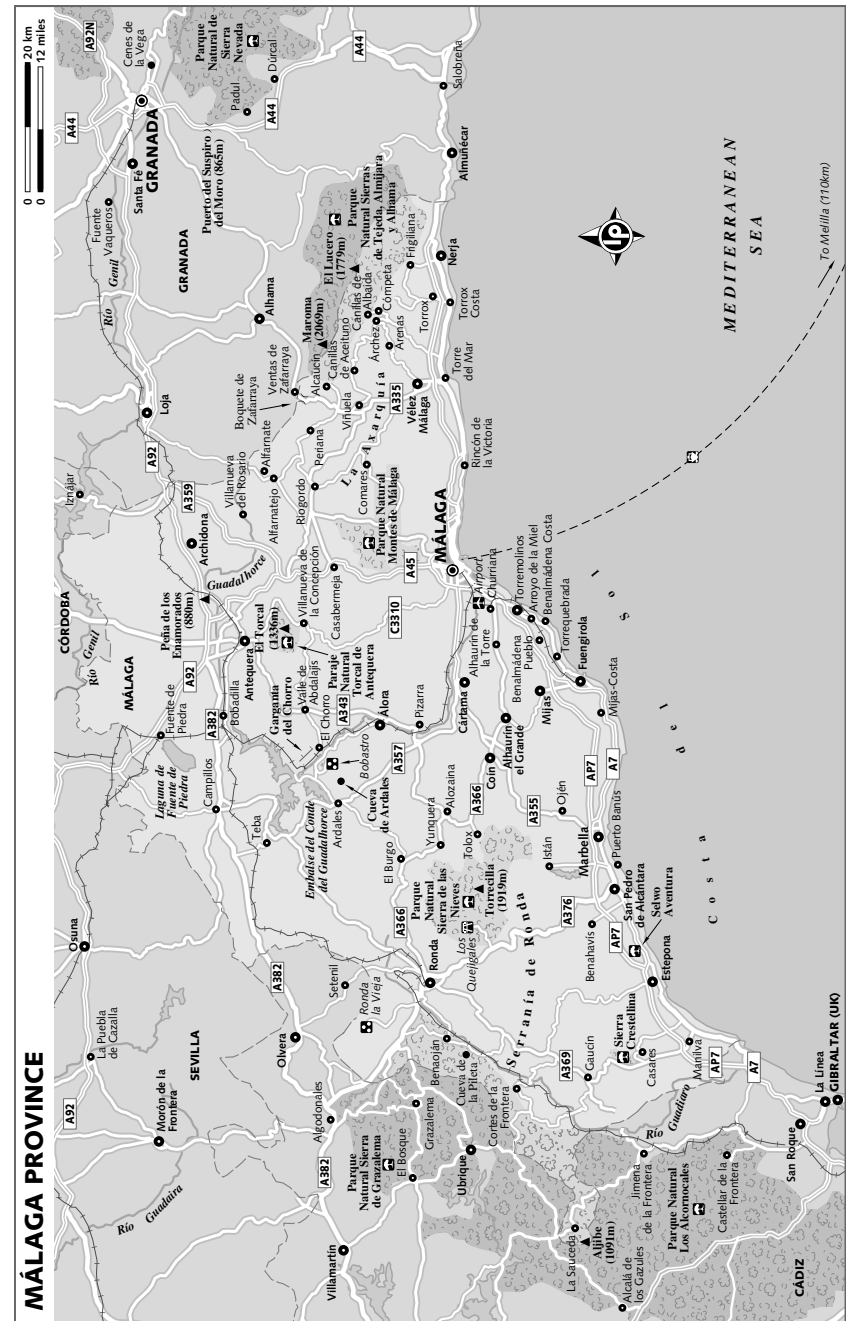 MÁLAGA PROVINCE
0 20 km
0 12 miles
A92
La Puebla
de Cazalla
Osuna
Morón de la
Frontera
SEVILLA
Río Guadaira
Villamartín
A382
Algodonales
Olvera
A382
Setenil
Ronda
la Vieja
Parque
Natural Sierra
de Grazalema
El Bosque
Grazalema
Benaoján
Cueva de
la Pileta
Ubrique
Cortes de la
Frontera
Serranía de Ronda
Ronda
A366
Los
Quejigales
Parque
Natural
Sierra de las
Nieves
Torrecilla
(1919m)
A376
A369
Gaucín
Sierra
Crestellina
Casares
Manilva
AP7
A7
Río Guadiaro
La Sauceda
Aljibe
(1091m)
Alcalá de
los Gazules
Jimena
de la Frontera
Parque Natural
Los Alcornocales
Castellar de la
Frontera
San Roque
CÁDIZ
La Línea
GIBRALTAR (UK)
Estepona
Benahavís
AP7
San Pedro
de Alcántara
Selwo
Aventura
Puerto Banús
Marbella
Istán
Ojén
A355
AP7
A7
Costa del Sol
CÓRDOBA
Río Genil
MÁLAGA
Iznájar
Fuente de
Piedra
Laguna de
Fuente de
Piedra
A92
A382
Campillos
Bobadilla
Antequera
Teba
Peña de los
Enamorados
(880m)
Archidona
Guadalhorce
A359
A92
Loja
Villanueva
del Rosario
Alfarnate
Alfarnatejo
El Torcal
(1336m)
Paraje
Natural
Torcal de
Antequera
Villanueva de
la Concepción
Valle de
Abdalajís
Garganta
del Chorro
El Chorro
A343
Embalse del Conde
del Guadalhorce
Ardales
Bobastro
Cueva
de Ardales
Álora
A357
Pizarra
El Burgo
Yunquera
Alozaina
Tolox
A366
Coín
Cártama
Alhaurín
el Grande
Alhaurín de
la Torre
Casabermeja
C3310
A45
Parque Natural
Montes de Málaga
Comares
La Axarquía
Riogordo
Periana
Boquete de
Zafarraya
Ventas de
Zafarraya
Viñuela
Alcaucín
Maroma
(2069m)
Canillas
de Aceituno
A335
Vélez
Málaga
Torre
del Mar
Rincón de
la Victoria
MÁLAGA
Airport
Churriana
Torremolinos
Arroyo de la Miel
Benalmádena Costa
Benalmádena
Pueblo
Torrequebrada
Mijas
Fuengirola
Mijas-Costa
A92N
A44
Fuente
Vaqueros
Santa Fé
GRANADA
Cenes de
la Vega
Parque
Natural de
Sierra
Nevada
Río Genil
GRANADA
Puerto del Suspiro
del Moro (865m)
Padul
Dúrcal
A44
A44
Alhama
El Lucero
(1779m)
Parque
Natural Sierras
de Tejeda, Almijara
y Alhama
Canillas de
Albaida
Cómpeta
Árchez
Arenás
Frigiliana
Torrox
Torrox
Costa
Nerja
Almuñécar
Salobreña
lp
MEDITERRANEAN
SEA
To Melilla (110km)